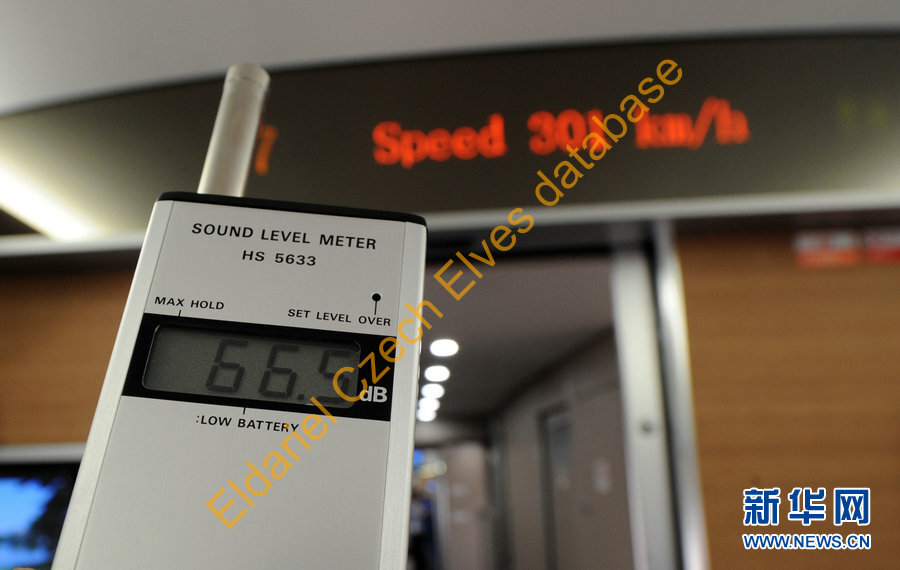 Speed km/h
SOUND LEVEL METER
HS 5633
MAX HOLD
SET LEVEL OVER
66.5 dB
:LOW BATTERY
Eldariel Czech Elves database
新华网
WWW.NEWS.CN